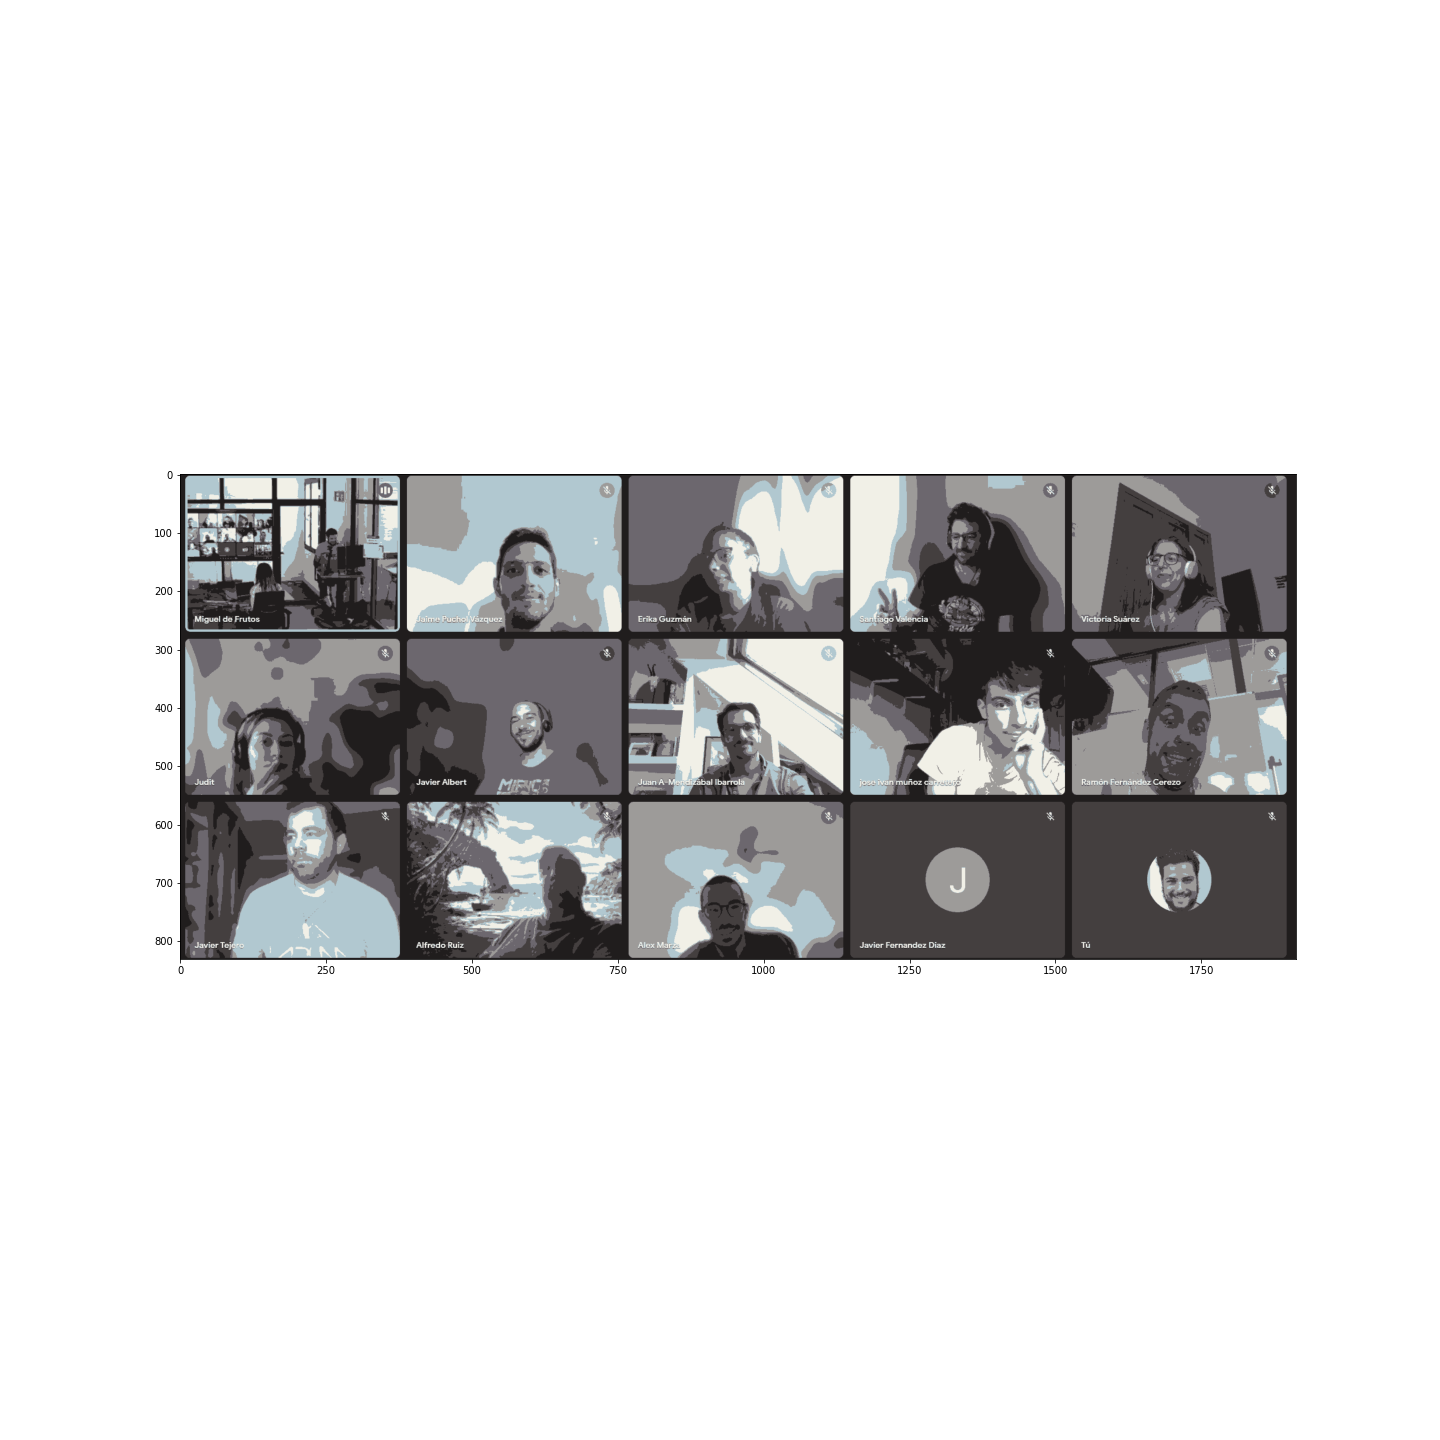 0
100
200
300
400
500
600
700
800
Miguel de Frutos
Jaime Puchol Vázquez
Erika Guzmán
Santiago Valencia
Victoria Suárez
Judit
Javier Albert
Juan A. Mendizabal Ibarrola
jose ivan muñoz carretero
Ramón Fernández Cerezo
Javier Tejero
Alfredo Ruiz
Alex Marza
J
Javier Fernandez Diaz
Tú
0
250
500
750
1000
1250
1500
1750